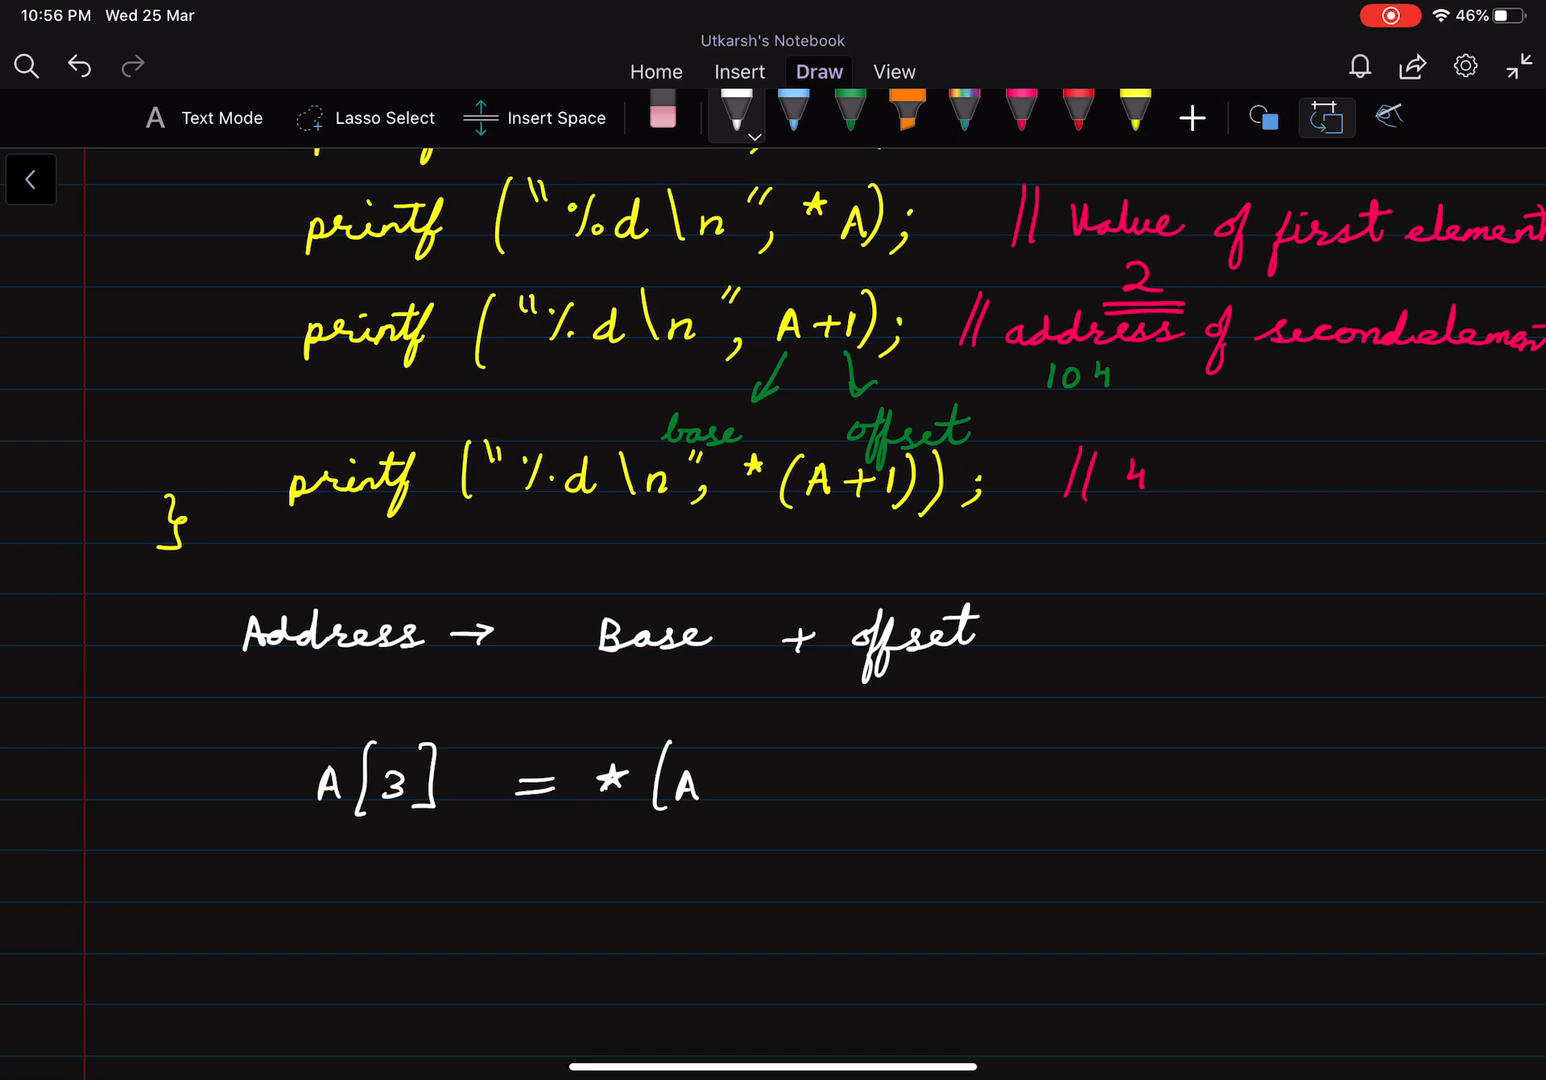 10:56 PM Wed 25 Mar 46%
Utkarsh's Notebook
Home Insert Draw View
Text Mode Lasso Select Insert Space
printf ("%d \n", *A); // Value of first element
2
printf ("%d \n", A+1); // address of second element
104
base offset
printf ("%d \n", *(A+1)); // 4
}
Address → Base + offset
A[3] = *(A